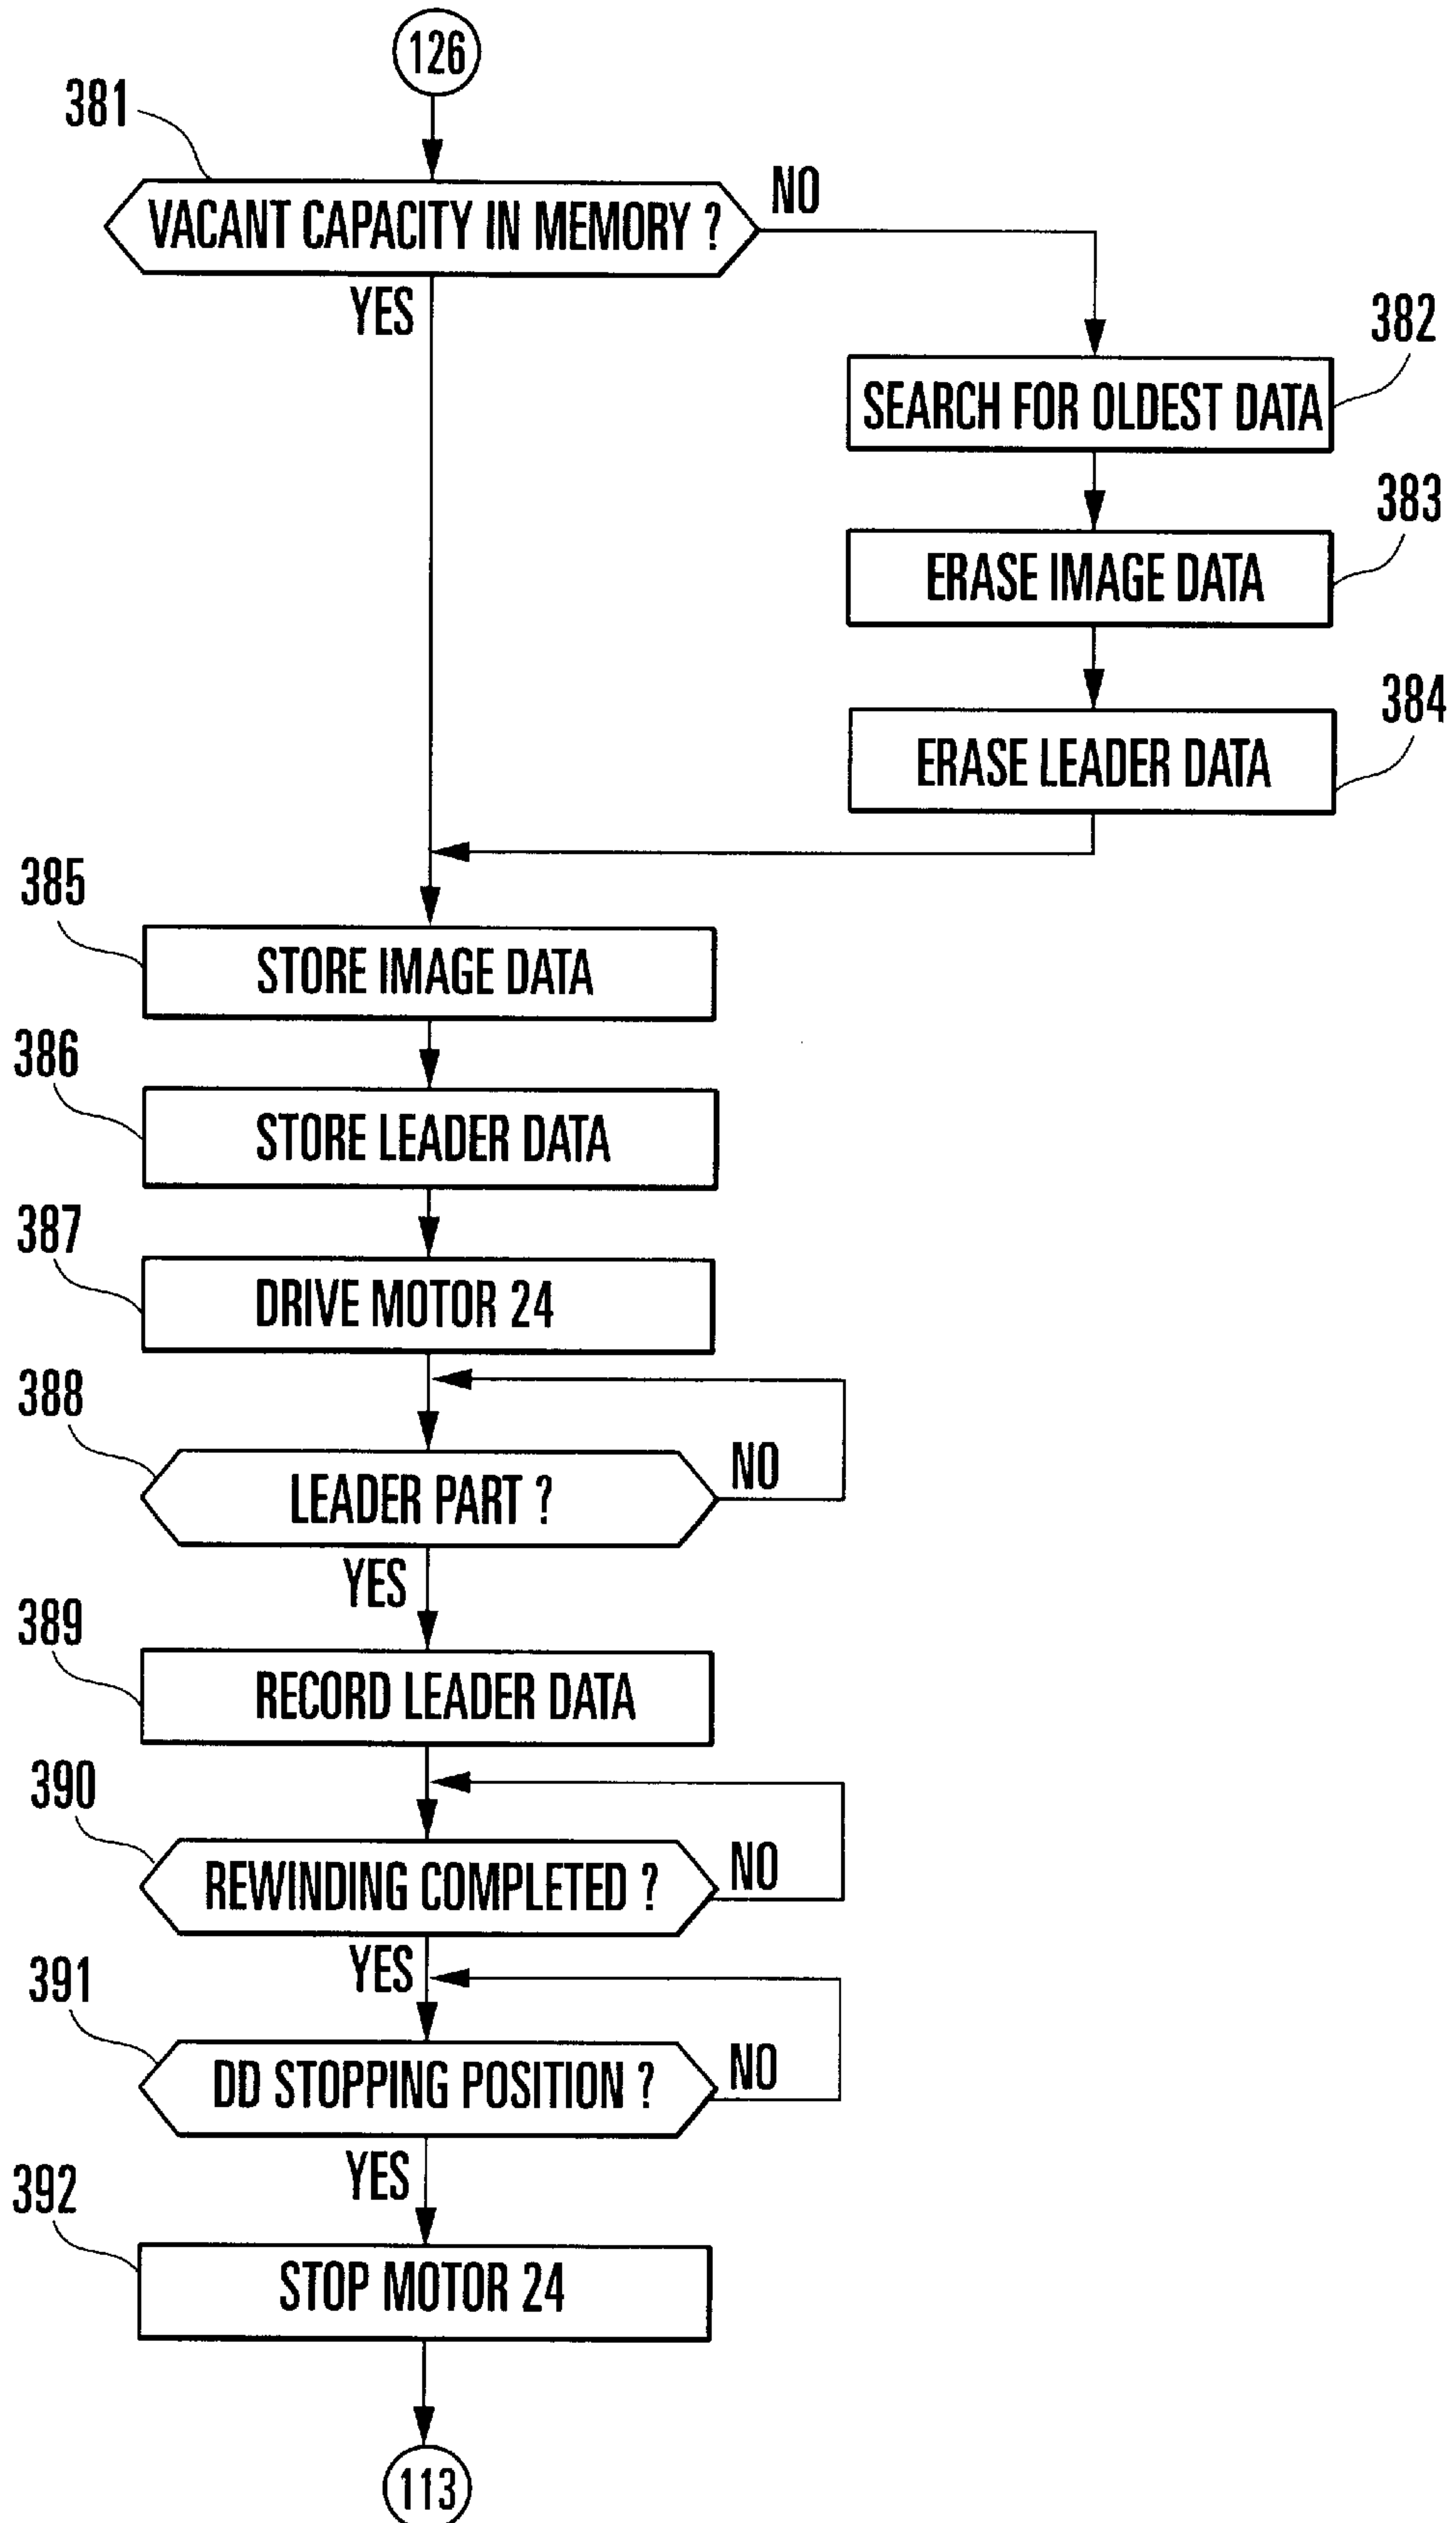 126
381
VACANT CAPACITY IN MEMORY ?
NO
YES
382
SEARCH FOR OLDEST DATA
383
ERASE IMAGE DATA
384
ERASE LEADER DATA
385
STORE IMAGE DATA
386
STORE LEADER DATA
387
DRIVE MOTOR 24
388
LEADER PART ?
NO
YES
389
RECORD LEADER DATA
390
REWINDING COMPLETED ?
NO
YES
391
DD STOPPING POSITION ?
NO
YES
392
STOP MOTOR 24
113